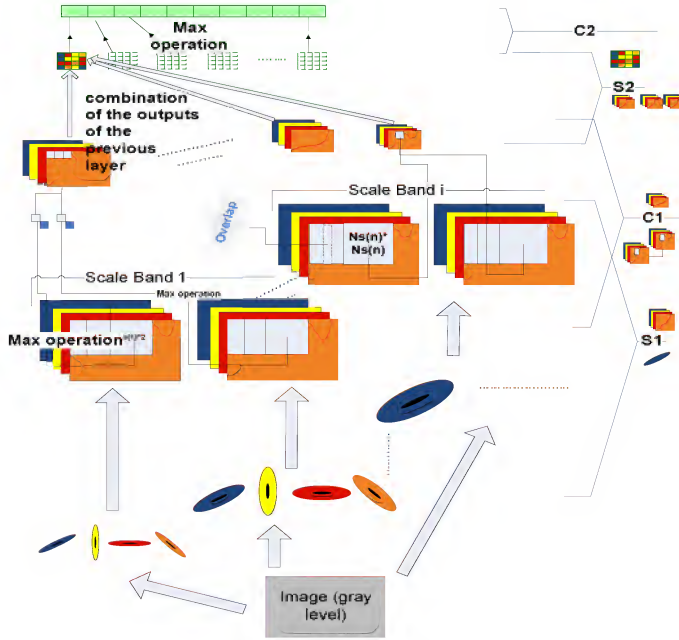 Max
operation
C2
S2
combination
of the outputs
of the
previous
layer
Scale Band i
Overlap
Ns(n)*
Ns(n)
C1
Scale Band 1
Max operation
Max operation
S1
Image (gray
level)